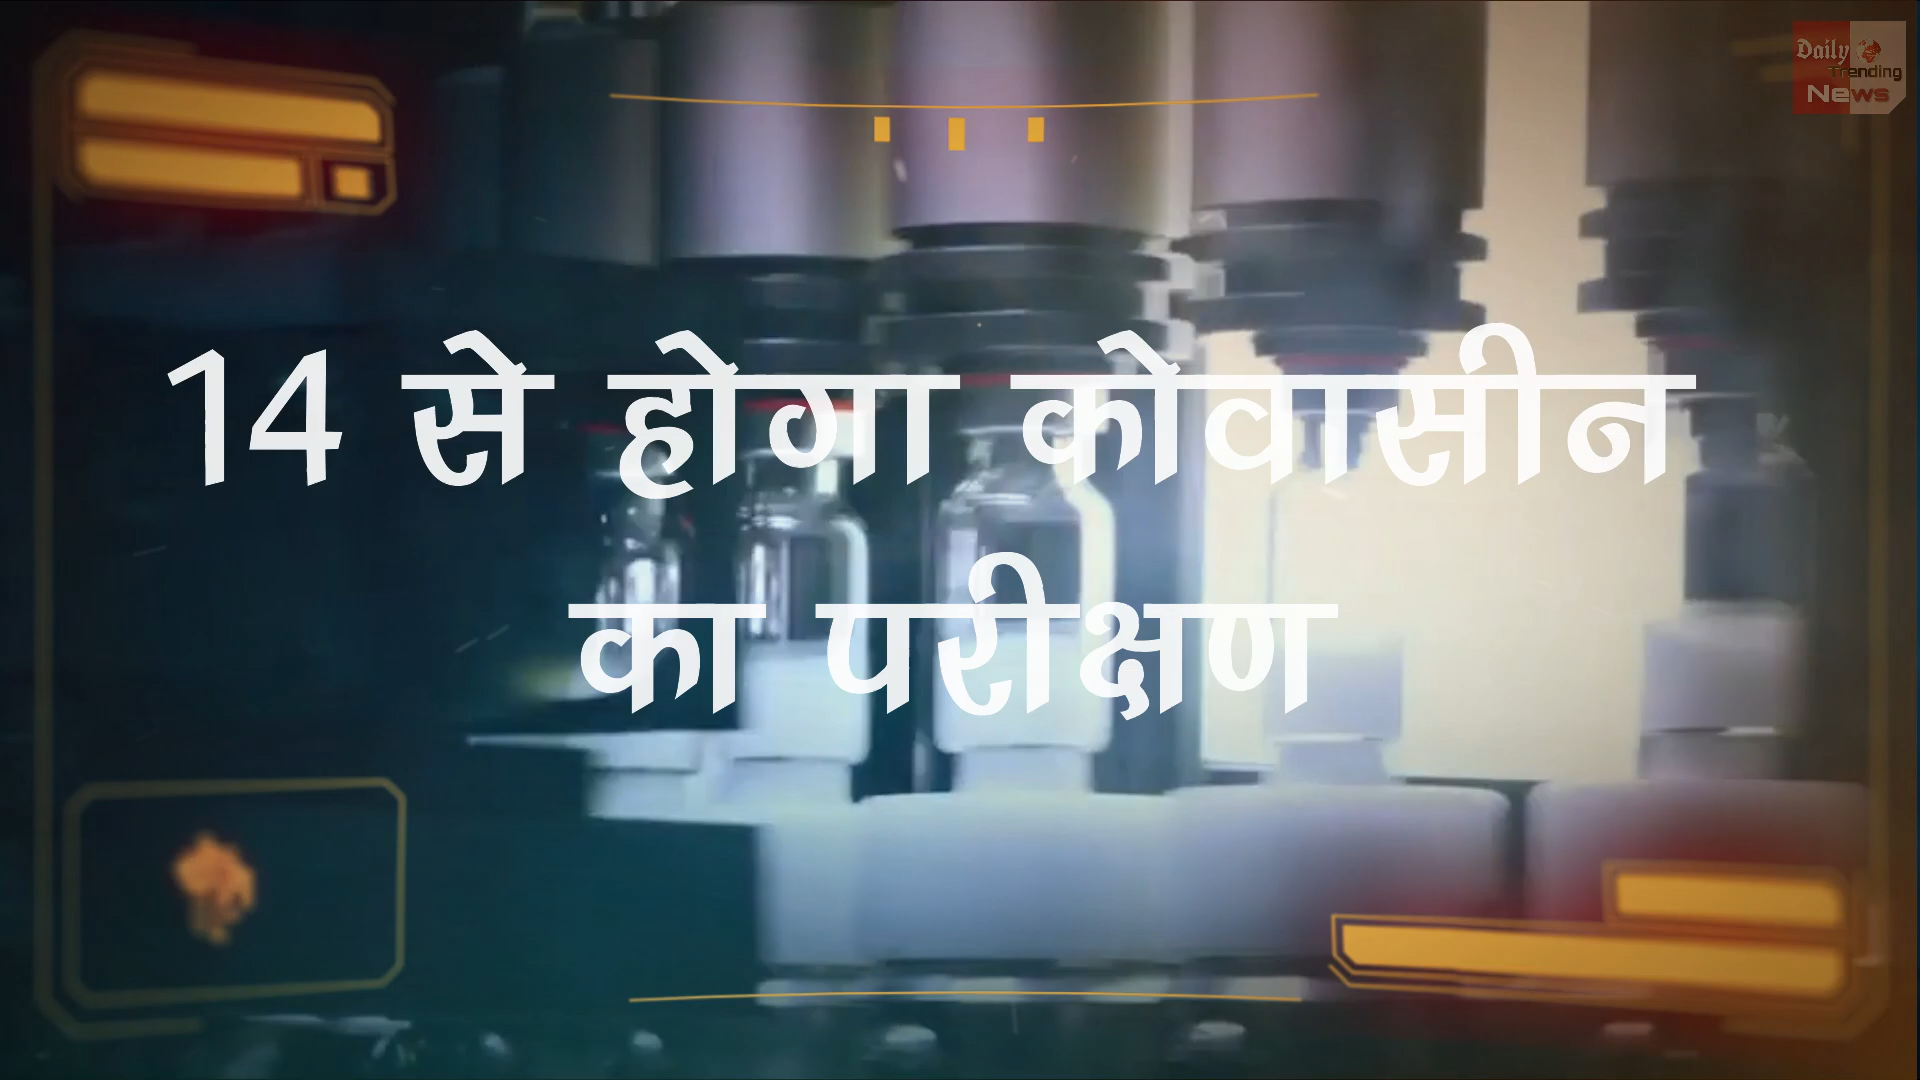 Daily
Trending
News
14 से होगा कोवासीन
का परीक्षण